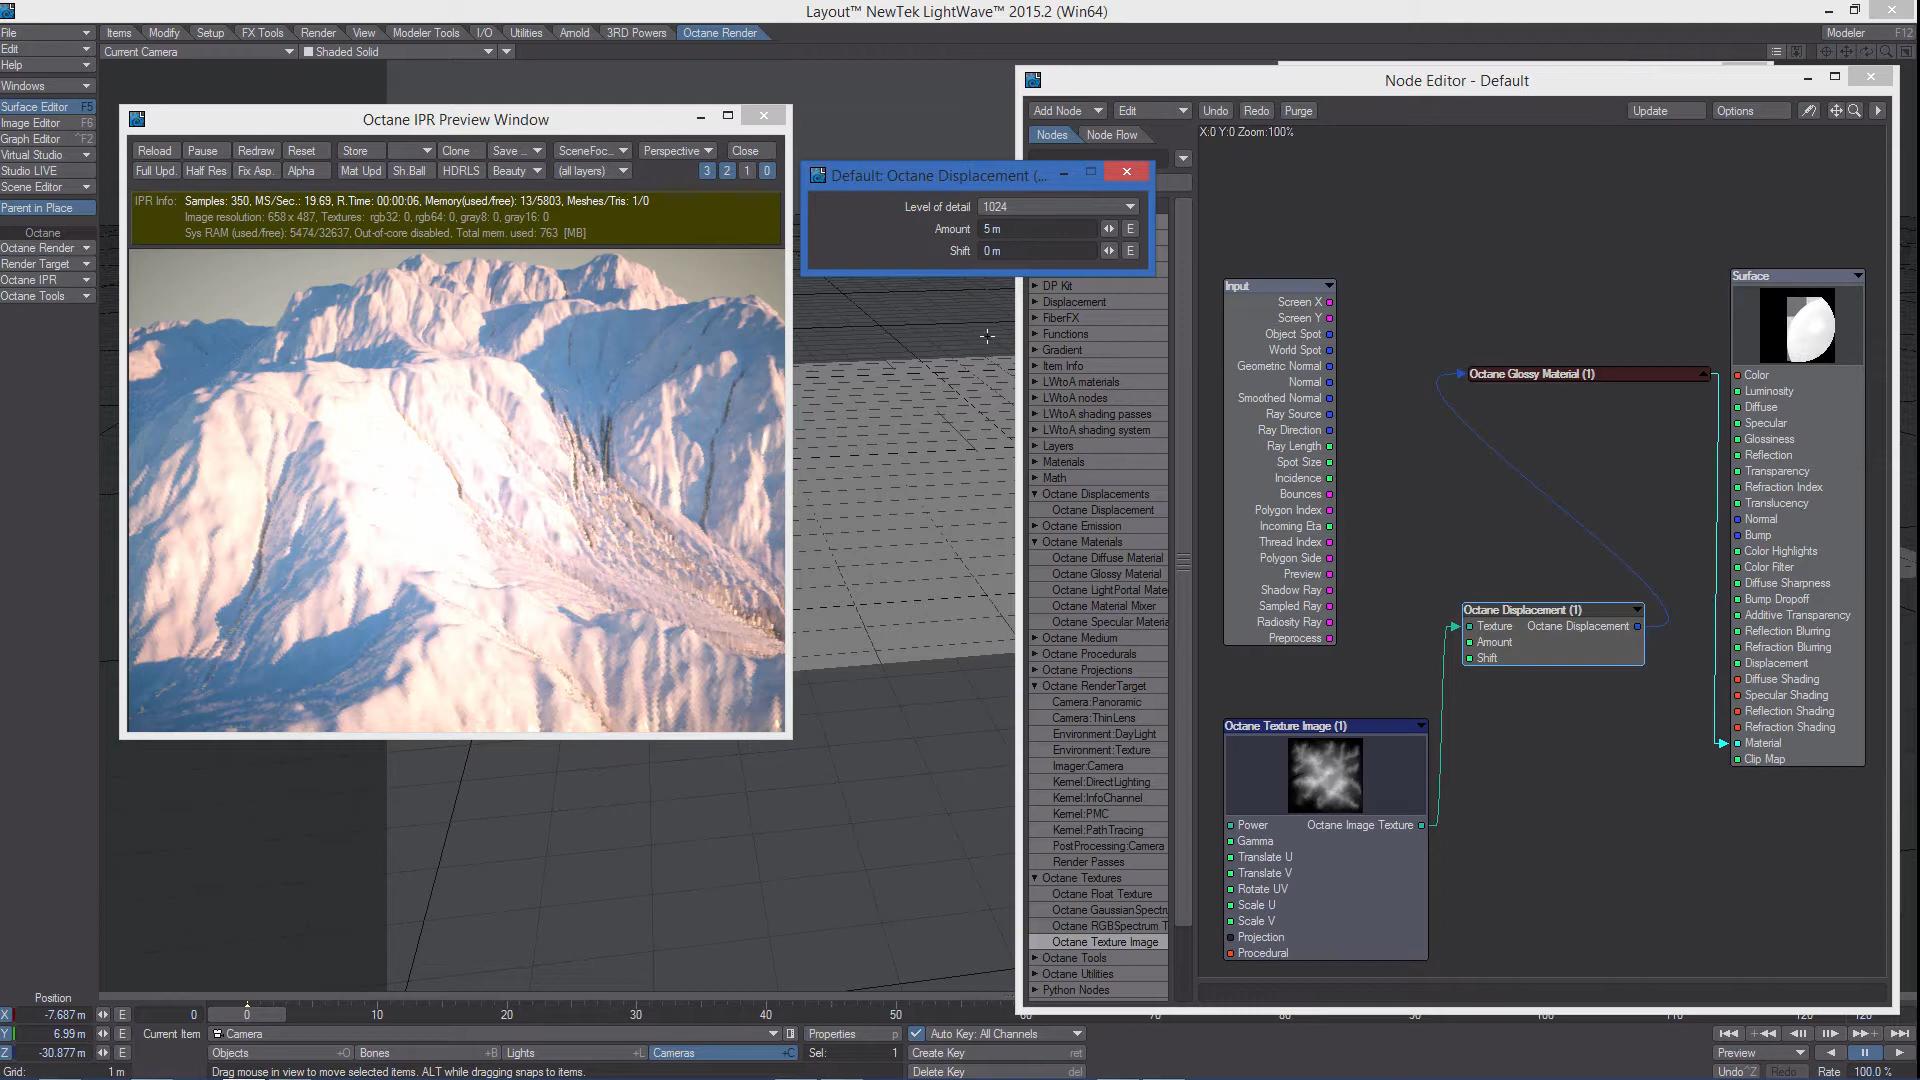 Layout™ NewTek LightWave™ 2015.2 (Win64)
File
Items
Modify
Setup
FX Tools
Render
View
Modeler Tools
I/O
Utilities
Arnold
3RD Powers
Octane Render
Modeler F12
Edit
Current Camera
Shaded Solid
Help
Windows
Surface Editor F5
Image Editor F6
Graph Editor ^F2
Virtual Studio
Studio LIVE
Scene Editor
Parent in Place
Octane
Octane Render
Render Target
Octane IPR
Octane Tools
Octane IPR Preview Window
Reload
Pause
Redraw
Reset
Store
Clone
Save ...
SceneFoc...
Perspective
Close
Full Upd.
Half Res
Fix Asp.
Alpha
Mat Upd
Sh.Ball
HDRLS
Beauty
(all layers)
3
2
1
0
IPR Info: Samples: 350, MS/Sec.: 19.69, R.Time: 00:00:06, Memory(used/free): 13/5803, Meshes/Tris: 1/0
Image resolution: 658 x 487, Textures: rgb32: 0, rgb64: 0, gray8: 0, gray16: 0
Sys RAM (used/free): 5474/32637, Out-of-core disabled, Total mem. used: 763 [MB]
Default: Octane Displacement (...
Level of detail 1024
Amount 5 m E
Shift 0 m E
Node Editor - Default
Add Node
Edit
Undo
Redo
Purge
Update
Options
Nodes
Node Flow
X:0 Y:0 Zoom:100%
DP Kit
Displacement
FiberFX
Functions
Gradient
Item Info
LWtoA materials
LWtoA nodes
LWtoA shading passes
LWtoA shading system
Layers
Materials
Math
Octane Displacements
Octane Displacement
Octane Emission
Octane Materials
Octane Diffuse Material
Octane Glossy Material
Octane LightPortal Mate
Octane Material Mixer
Octane Specular Materia
Octane Medium
Octane Procedurals
Octane Projections
Octane RenderTarget
Camera:Panoramic
Camera:ThinLens
Environment:DayLight
Environment:Texture
Imager:Camera
Kernel:DirectLighting
Kernel:InfoChannel
Kernel:PMC
Kernel:PathTracing
PostProcessing:Camera
Render Passes
Octane Textures
Octane Float Texture
Octane GaussianSpectru
Octane RGBSpectrum T
Octane Texture Image
Octane Tools
Octane Utilities
Python Nodes
Input
Screen X
Screen Y
Object Spot
World Spot
Geometric Normal
Normal
Smoothed Normal
Ray Source
Ray Direction
Ray Length
Spot Size
Incidence
Bounces
Polygon Index
Incoming Eta
Thread Index
Polygon Side
Preview
Shadow Ray
Sampled Ray
Radiosity Ray
Preprocess
Octane Glossy Material (1)
Octane Displacement (1)
Texture Octane Displacement
Amount
Shift
Octane Texture Image (1)
Power Octane Image Texture
Gamma
Translate U
Translate V
Rotate UV
Scale U
Scale V
Projection
Procedural
Surface
Color
Luminosity
Diffuse
Specular
Glossiness
Reflection
Transparency
Refraction Index
Translucency
Normal
Bump
Color Highlights
Color Filter
Diffuse Sharpness
Bump Dropoff
Additive Transparency
Reflection Blurring
Refraction Blurring
Displacement
Diffuse Shading
Specular Shading
Reflection Shading
Refraction Shading
Material
Clip Map
Position
X -7.687 m E
0
0
10
20
30
40
50
Y 6.99 m E
Current Item
Camera
Properties p
Auto Key: All Channels
Z -30.877 m E
Objects +O
Bones +B
Lights +L
Cameras +C
Sel: 1
Create Key ret
Preview
Grid: 1 m
Drag mouse in view to move selected items. ALT while dragging snaps to items.
Delete Key del
Undo ^Z
Redo
Rate 100.0 %